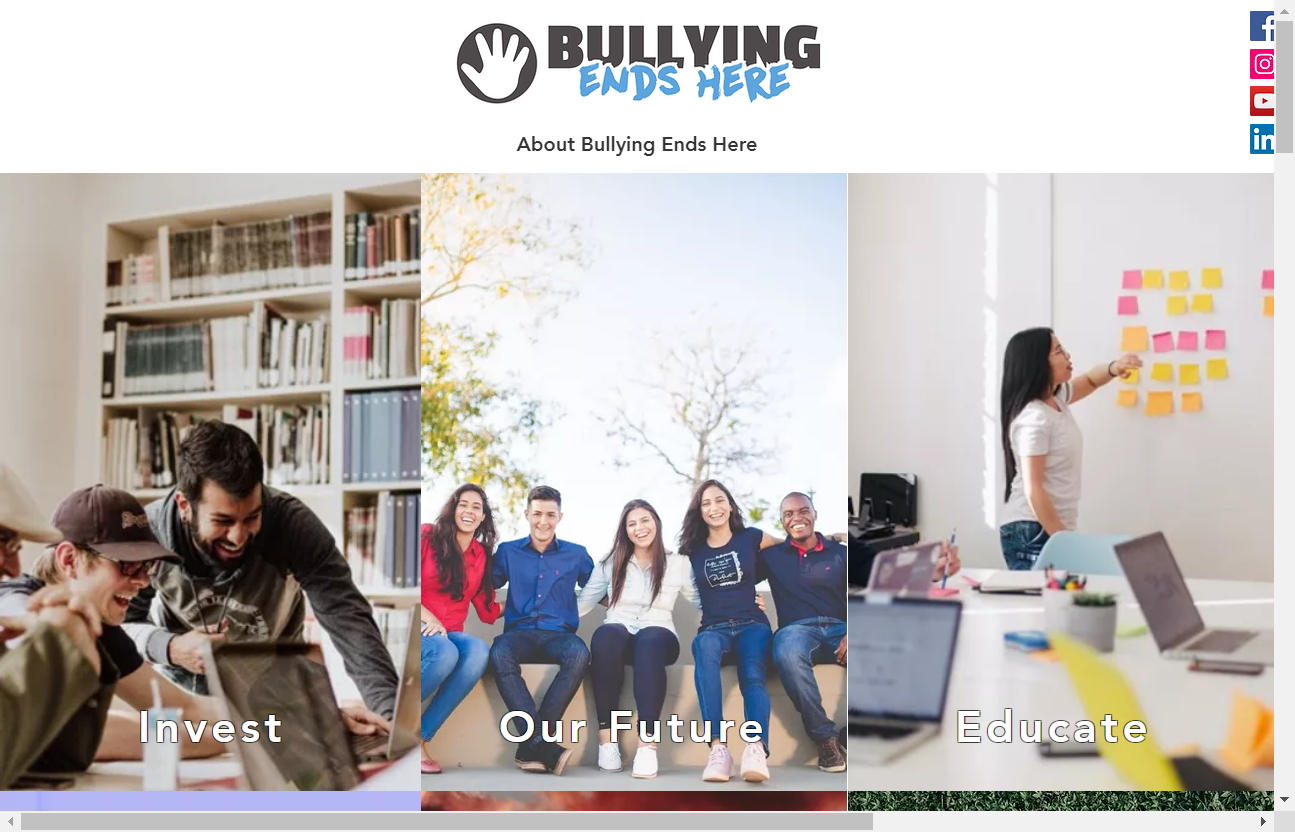 BULLYING
ENDS HERE
About Bullying Ends Here
Invest
Our Future
Educate